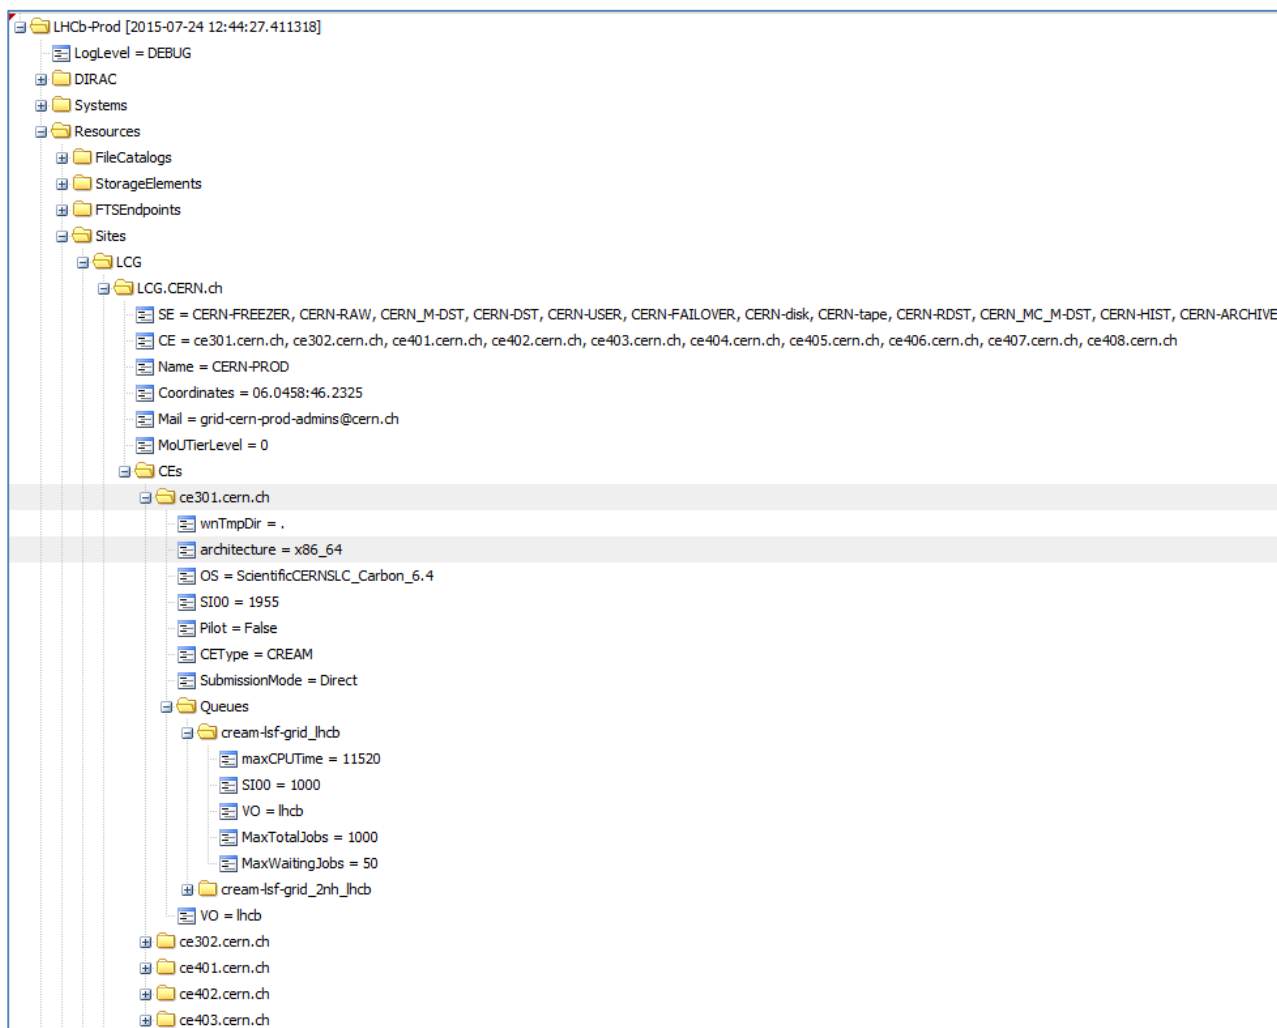 LHCb-Prod [2015-07-24 12:44:27.411318]
LogLevel = DEBUG
DIRAC
Systems
Resources
FileCatalogs
StorageElements
FTSEndpoints
Sites
LCG
LCG.CERN.ch
SE = CERN-FREEZER, CERN-RAW, CERN_M-DST, CERN-DST, CERN-USER, CERN-FAILOVER, CERN-disk, CERN-tape, CERN-RDST, CERN_MC_M-DST, CERN-HIST, CERN-ARCHIVE
CE = ce301.cern.ch, ce302.cern.ch, ce401.cern.ch, ce402.cern.ch, ce403.cern.ch, ce404.cern.ch, ce405.cern.ch, ce406.cern.ch, ce407.cern.ch, ce408.cern.ch
Name = CERN-PROD
Coordinates = 06.0458:46.2325
Mail = grid-cern-prod-admins@cern.ch
MoUTierLevel = 0
CEs
ce301.cern.ch
wnTmpDir = .
architecture = x86_64
OS = ScientificCERNSLC_Carbon_6.4
SI00 = 1955
Pilot = False
CEType = CREAM
SubmissionMode = Direct
Queues
cream-lsf-grid_lhcb
maxCPUTime = 11520
SI00 = 1000
VO = lhcb
MaxTotalJobs = 1000
MaxWaitingJobs = 50
cream-lsf-grid_2nh_lhcb
VO = lhcb
ce302.cern.ch
ce401.cern.ch
ce402.cern.ch
ce403.cern.ch